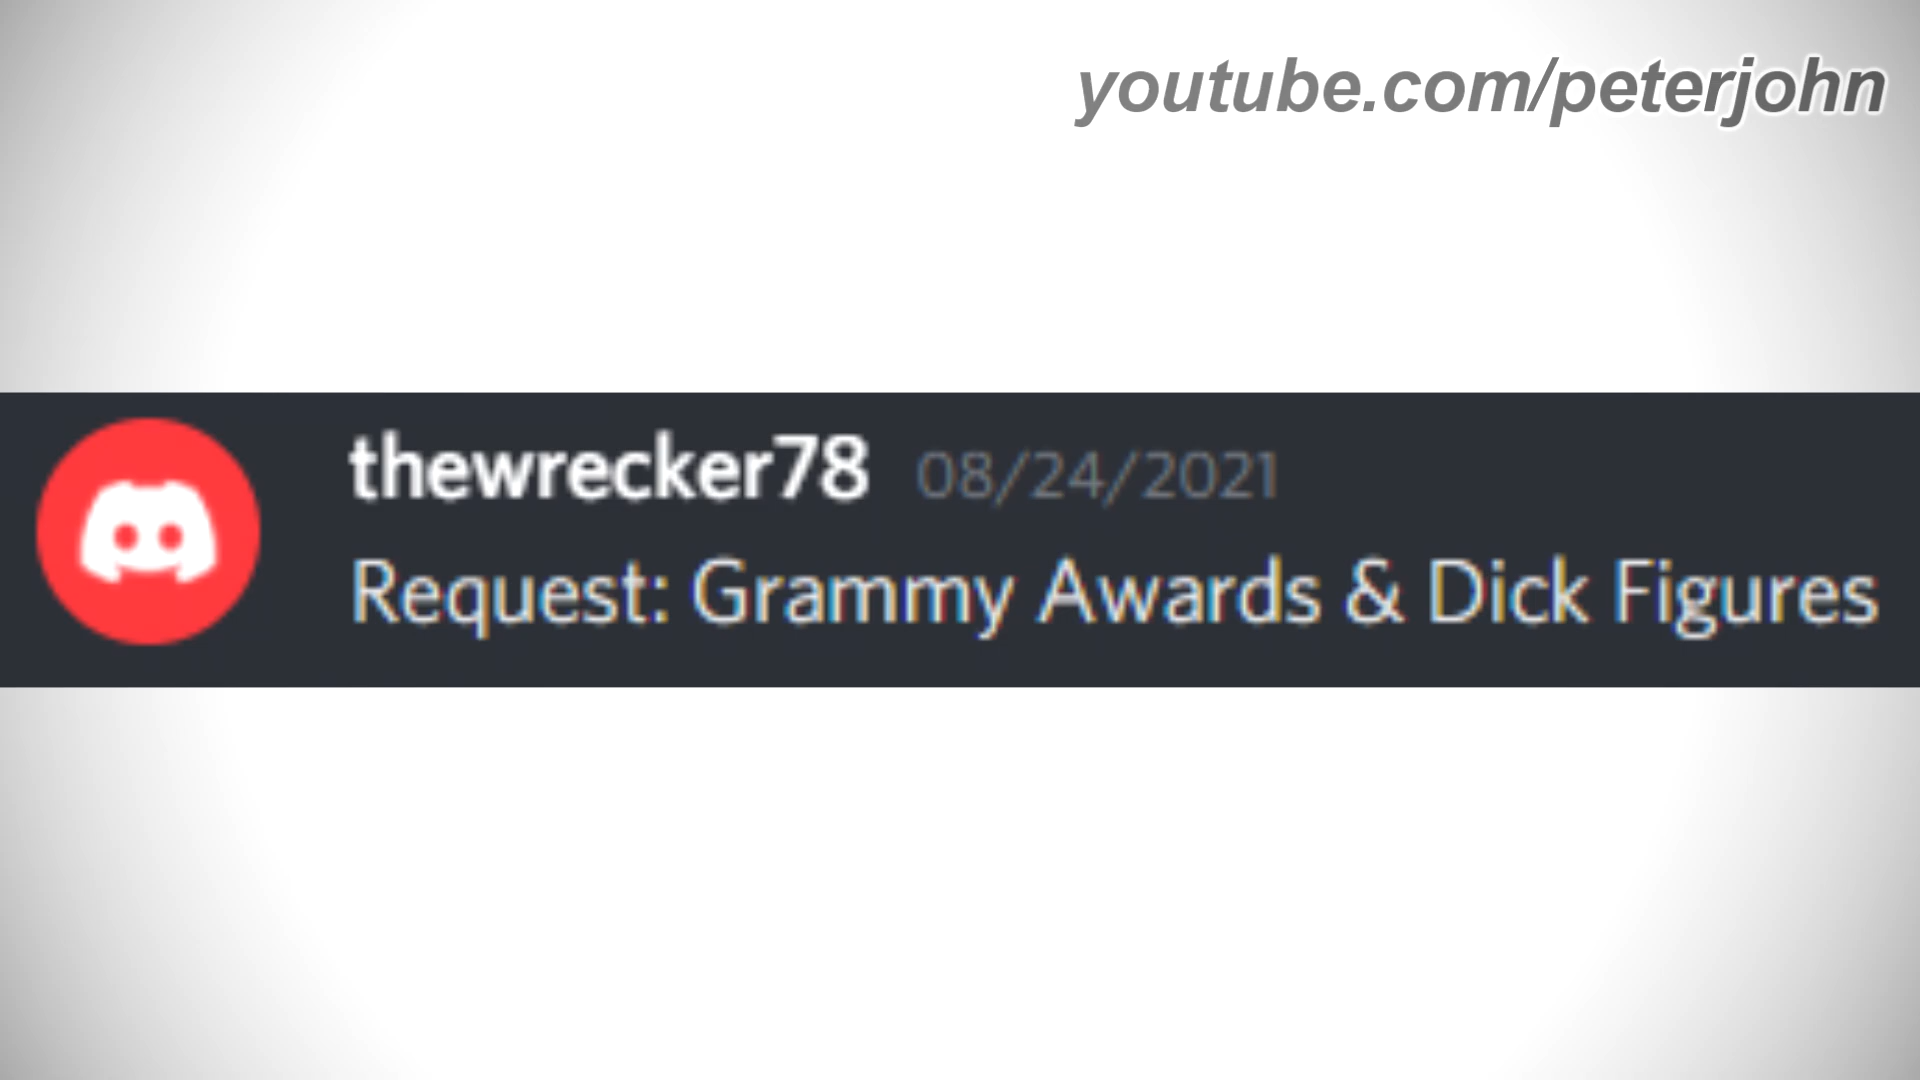 youtube.com/peterjohn
thewrecker78 08/24/2021
Request: Grammy Awards & Dick Figures